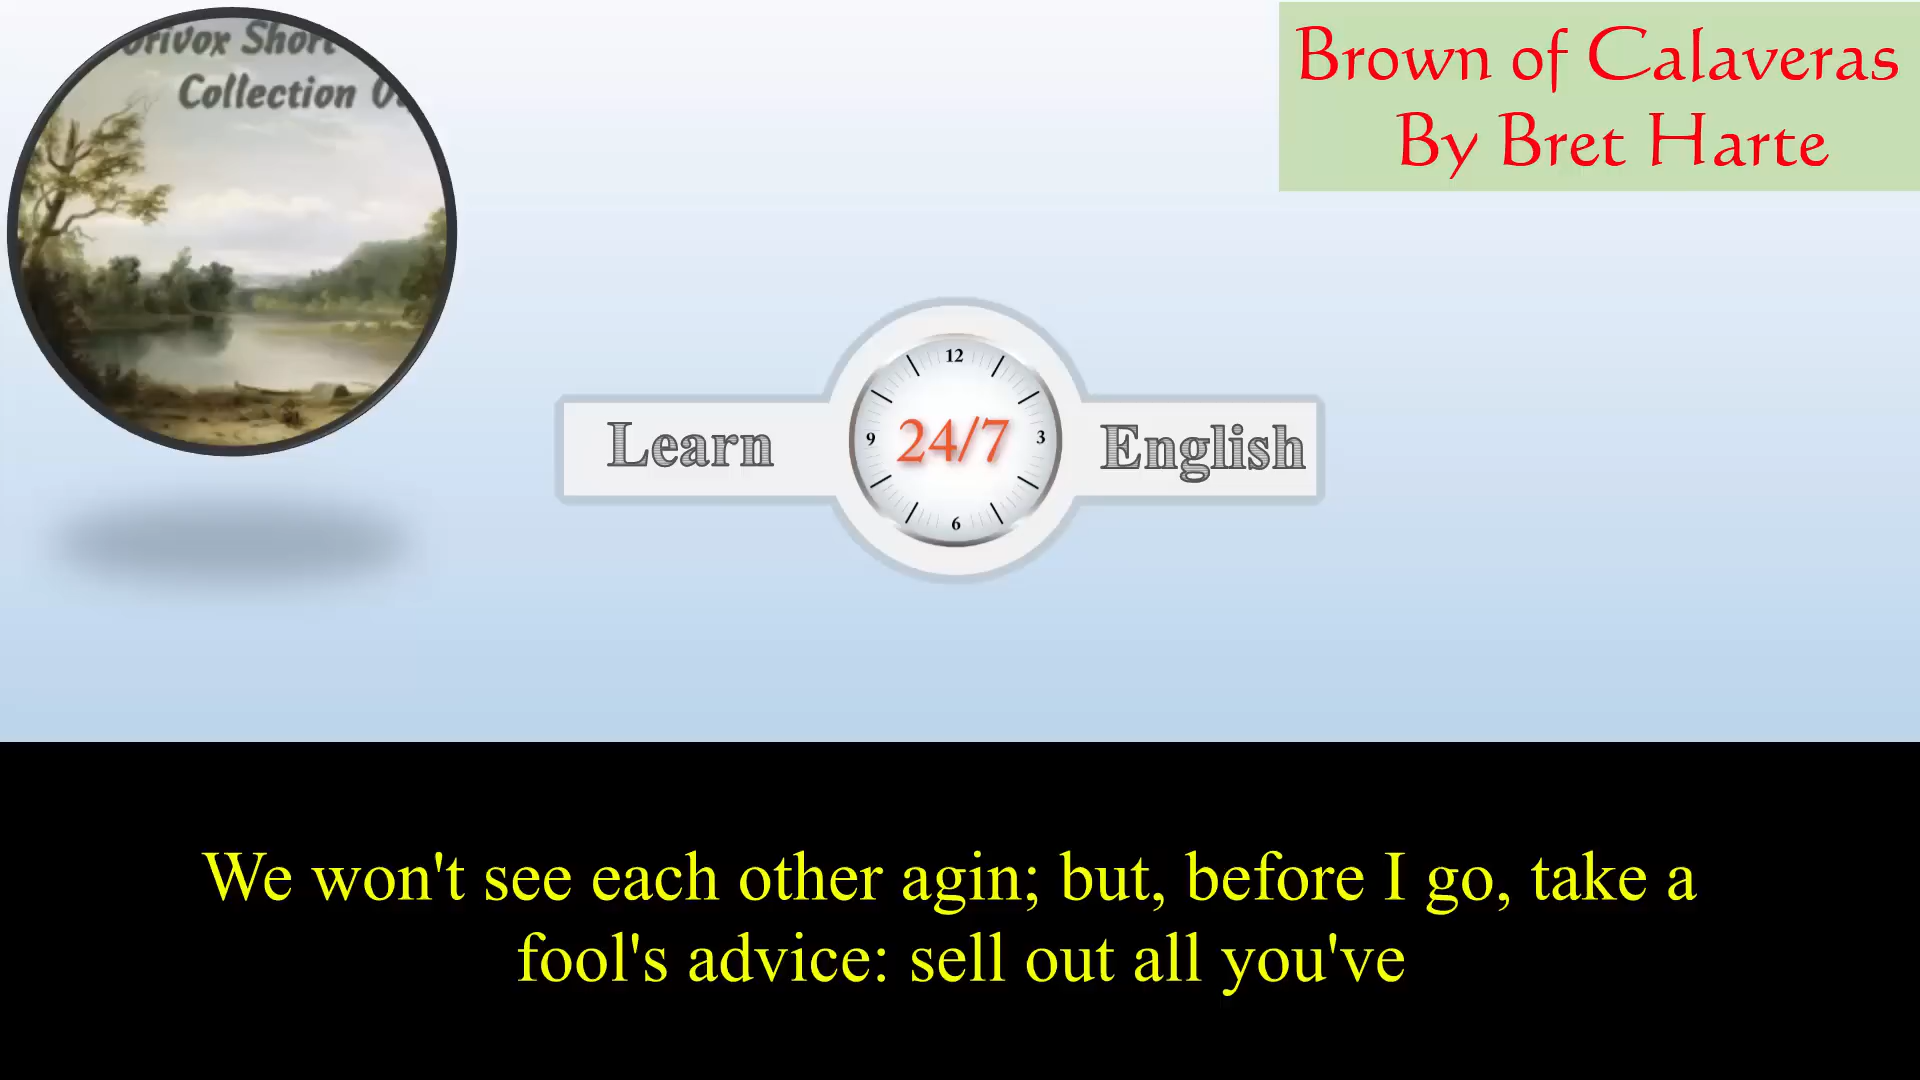 Short
Collection
Brown of Calaveras
By Bret Harte
12
Learn
9
24/7
3
English
6
We won't see each other agin; but, before I go, take a
fool's advice: sell out all you've